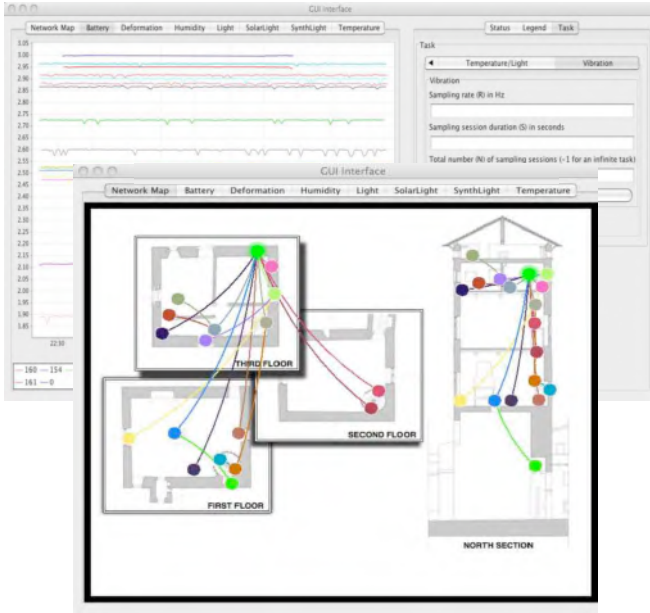 GUI Interface
Network Map Battery Deformation Humidity Light SolarLight SynthLight Temperature
Status Legend Task
Task
Temperature/Light Vibration
Vibration
Sampling rate (R) in Hz
Sampling session duration (S) in seconds
Total number (N) of sampling sessions (-1 for an infinite task)
3.05
3.00
2.95
2.90
2.85
2.80
2.75
2.70
2.65
2.60
2.55
2.50
2.45
2.40
2.35
2.30
2.25
2.20
2.15
2.10
2.05
2.00
1.95
1.90
1.85
22:50
160 154
161 0
GUI Interface
Network Map Battery Deformation Humidity Light SolarLight SynthLight Temperature
THIRD FLOOR
SECOND FLOOR
FIRST FLOOR
NORTH SECTION